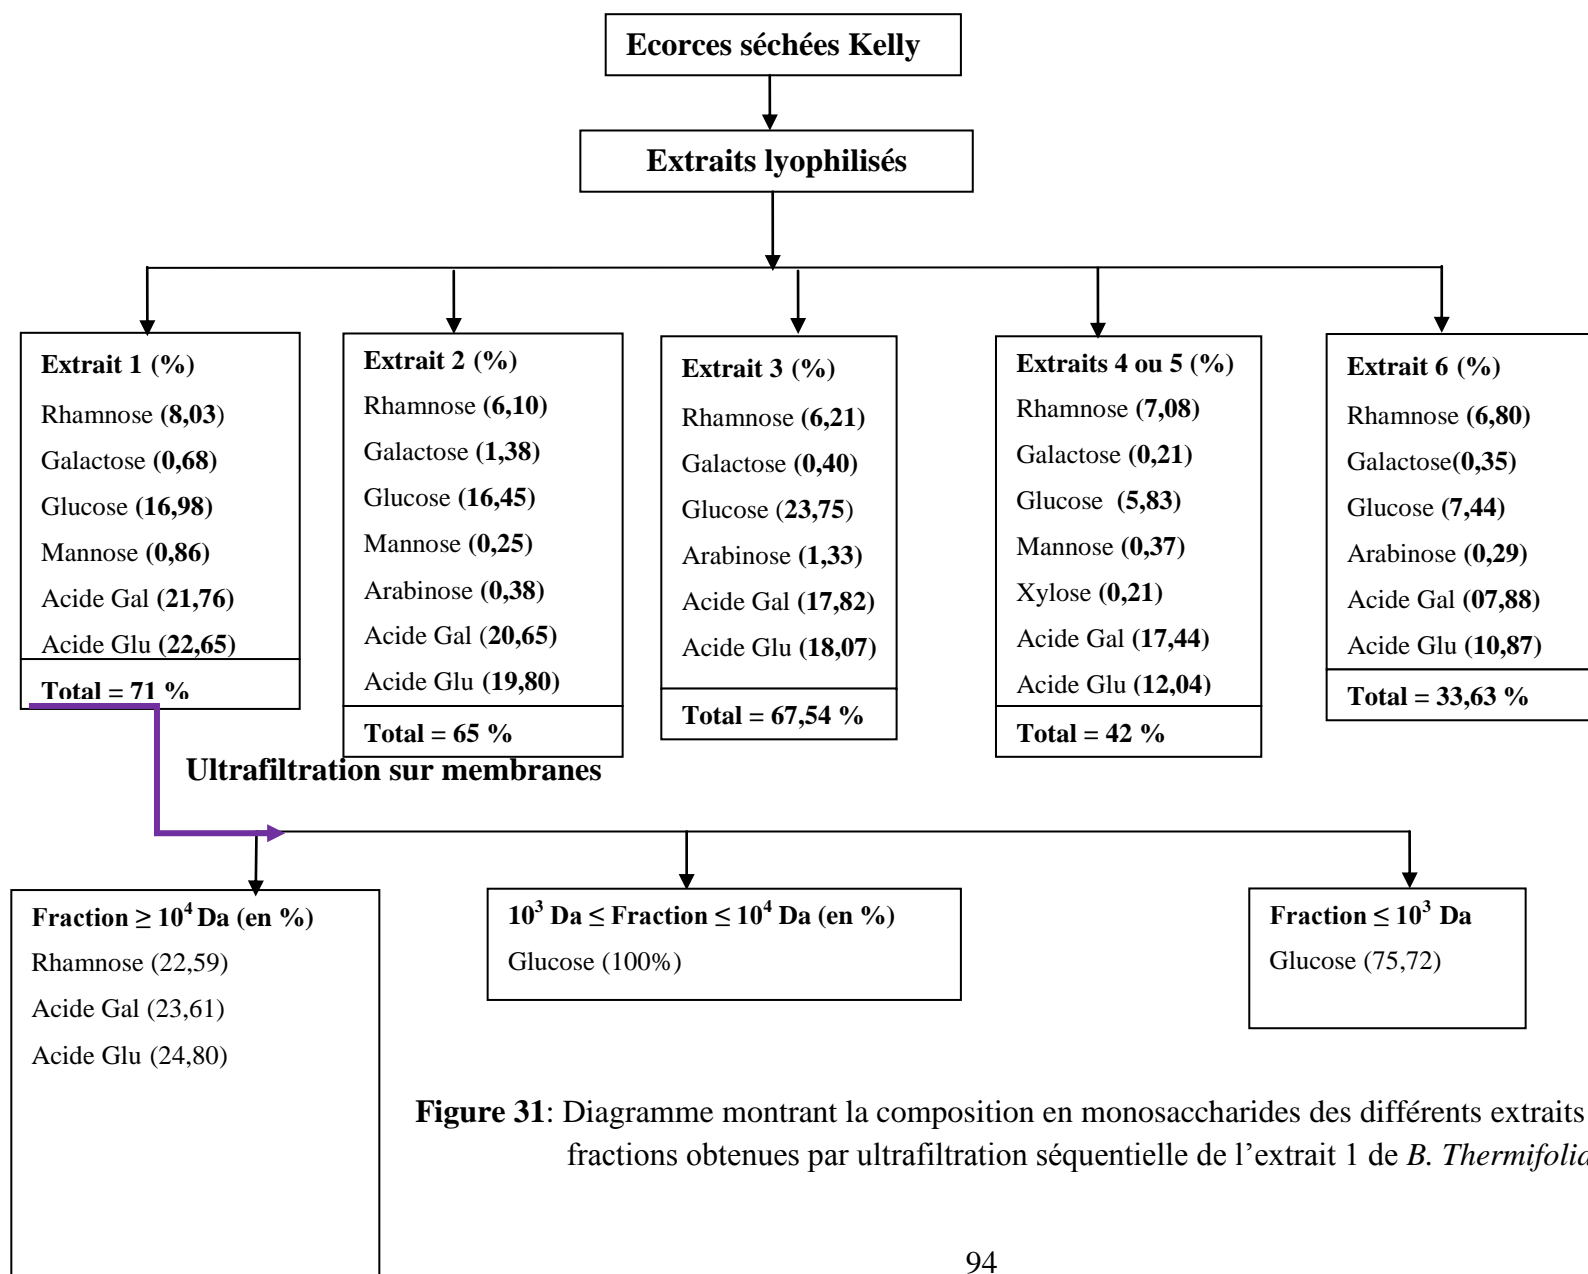 Ecorces séchées Kelly
Extraits lyophilisés
Extrait 1 (%)
Rhamnose (8,03)
Galactose (0,68)
Glucose (16,98)
Mannose (0,86)
Acide Gal (21,76)
Acide Glu (22,65)
Total = 71 %
Extrait 2 (%)
Rhamnose (6,10)
Galactose (1,38)
Glucose (16,45)
Mannose (0,25)
Arabinose (0,38)
Acide Gal (20,65)
Acide Glu (19,80)
Total = 65 %
Extrait 3 (%)
Rhamnose (6,21)
Galactose (0,40)
Glucose (23,75)
Arabinose (1,33)
Acide Gal (17,82)
Acide Glu (18,07)
Total = 67,54 %
Extraits 4 ou 5 (%)
Rhamnose (7,08)
Galactose (0,21)
Glucose (5,83)
Mannose (0,37)
Xylose (0,21)
Acide Gal (17,44)
Acide Glu (12,04)
Total = 42 %
Extrait 6 (%)
Rhamnose (6,80)
Galactose(0,35)
Glucose (7,44)
Arabinose (0,29)
Acide Gal (07,88)
Acide Glu (10,87)
Total = 33,63 %
Ultrafiltration sur membranes
Fraction ≥ 10⁴ Da (en %)
Rhamnose (22,59)
Acide Gal (23,61)
Acide Glu (24,80)
10³ Da ≤ Fraction ≤ 10⁴ Da (en %)
Glucose (100%)
Fraction ≤ 10³ Da
Glucose (75,72)
Figure 31: Diagramme montrant la composition en monosaccharides des différents extraits
fractions obtenues par ultrafiltration séquentielle de l’extrait 1 de B. Thermifolia
94